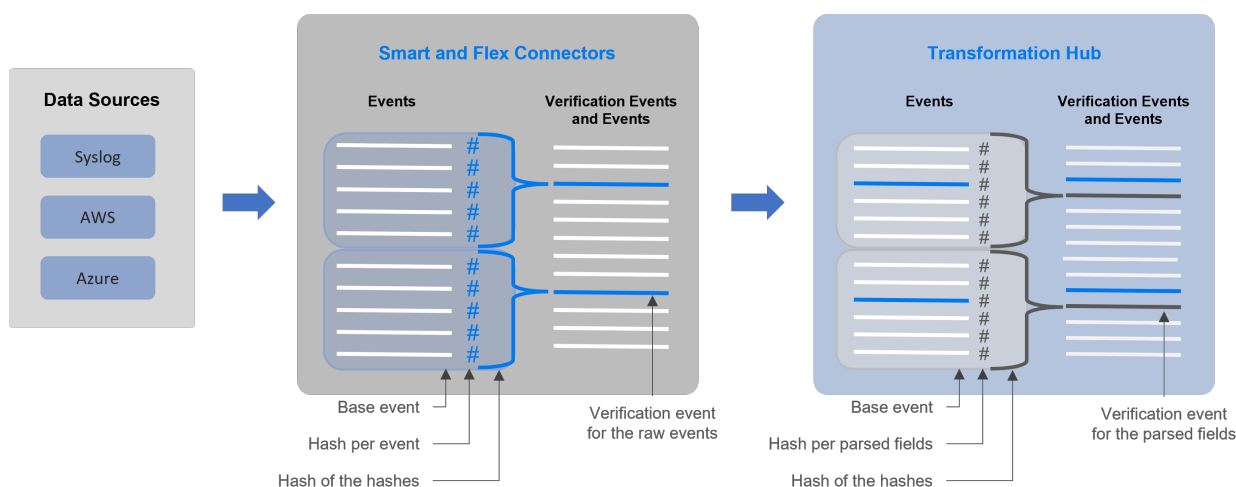 Data Sources
Syslog
AWS
Azure
Smart and Flex Connectors
Events
Verification Events
and Events
#
#
#
#
#
#
#
#
#
#
Base event
Hash per event
Hash of the hashes
Verification event
for the raw events
Transformation Hub
Events
Verification Events
and Events
#
#
#
#
#
#
#
#
#
#
#
#
Base event
Hash per parsed fields
Hash of the hashes
Verification event
for the parsed fields